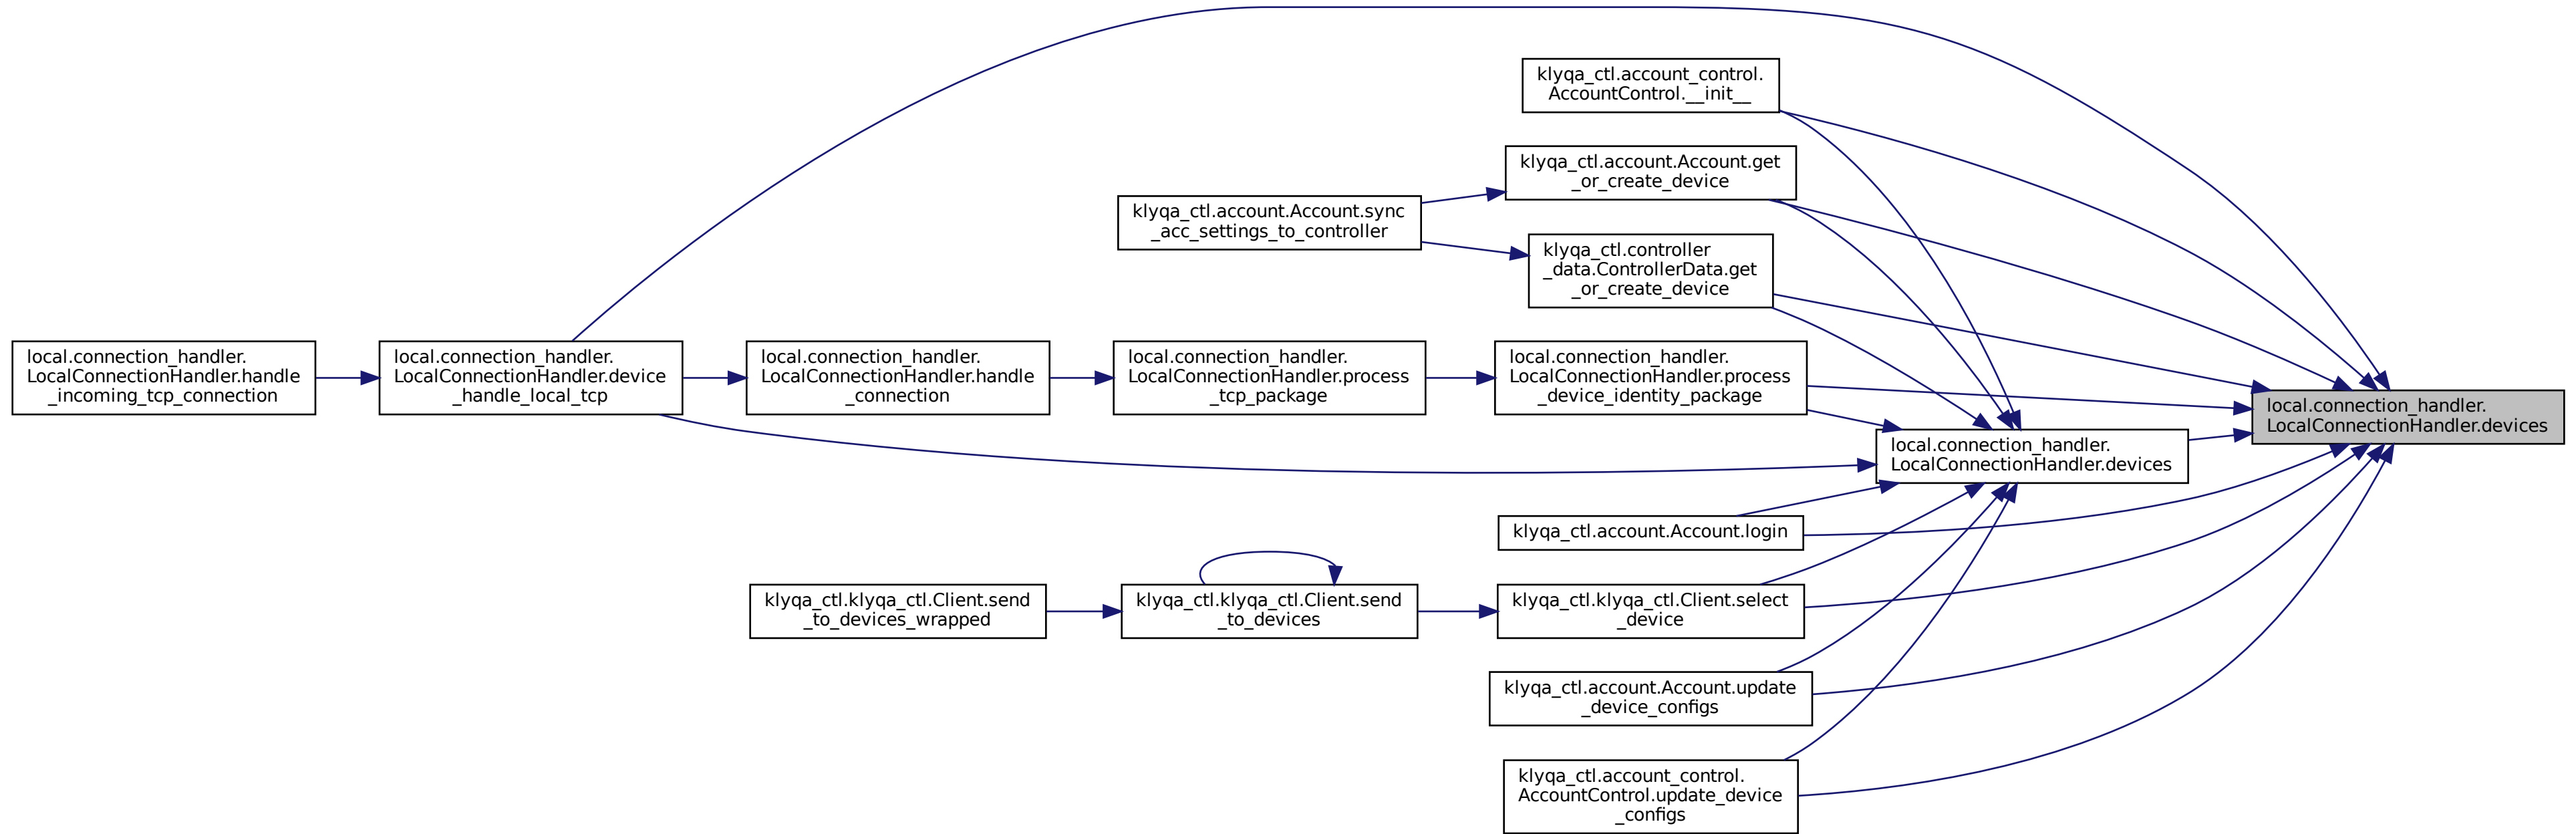 klyqa_ctl.account_control.
AccountControl.__init__
klyqa_ctl.account.Account.get
_or_create_device
klyqa_ctl.account.Account.sync
_acc_settings_to_controller
klyqa_ctl.controller
_data.ControllerData.get
_or_create_device
local.connection_handler.
LocalConnectionHandler.handle
_incoming_tcp_connection
local.connection_handler.
LocalConnectionHandler.device
_handle_local_tcp
local.connection_handler.
LocalConnectionHandler.handle
_connection
local.connection_handler.
LocalConnectionHandler.process
_tcp_package
local.connection_handler.
LocalConnectionHandler.process
_device_identity_package
local.connection_handler.
LocalConnectionHandler.devices
local.connection_handler.
LocalConnectionHandler.devices
klyqa_ctl.account.Account.login
klyqa_ctl.klyqa_ctl.Client.send
_to_devices_wrapped
klyqa_ctl.klyqa_ctl.Client.send
_to_devices
klyqa_ctl.klyqa_ctl.Client.select
_device
klyqa_ctl.account.Account.update
_device_configs
klyqa_ctl.account_control.
AccountControl.update_device
_configs